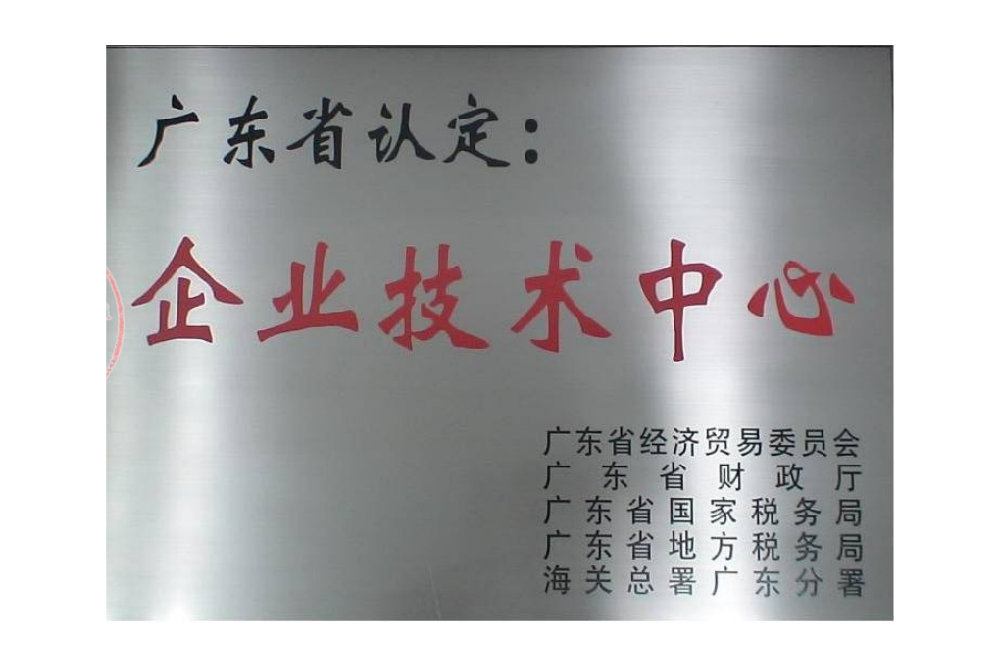 广东省认定：
企业技术中心
广东省经济贸易委员会
广东省财政厅
广东省国家税务局
广东省地方税务局
海关总署广东分署